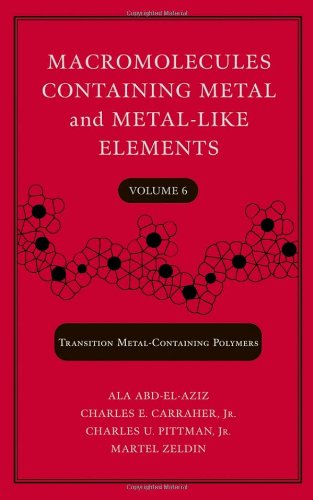 MACROMOLECULES
CONTAINING METAL
and METAL-LIKE
ELEMENTS
VOLUME 6
TRANSITION METAL-CONTAINING POLYMERS
ALA ABD-EL-AZIZ
CHARLES E. CARRAHER, JR.
CHARLES U. PITTMAN, JR.
MARTEL ZELDIN